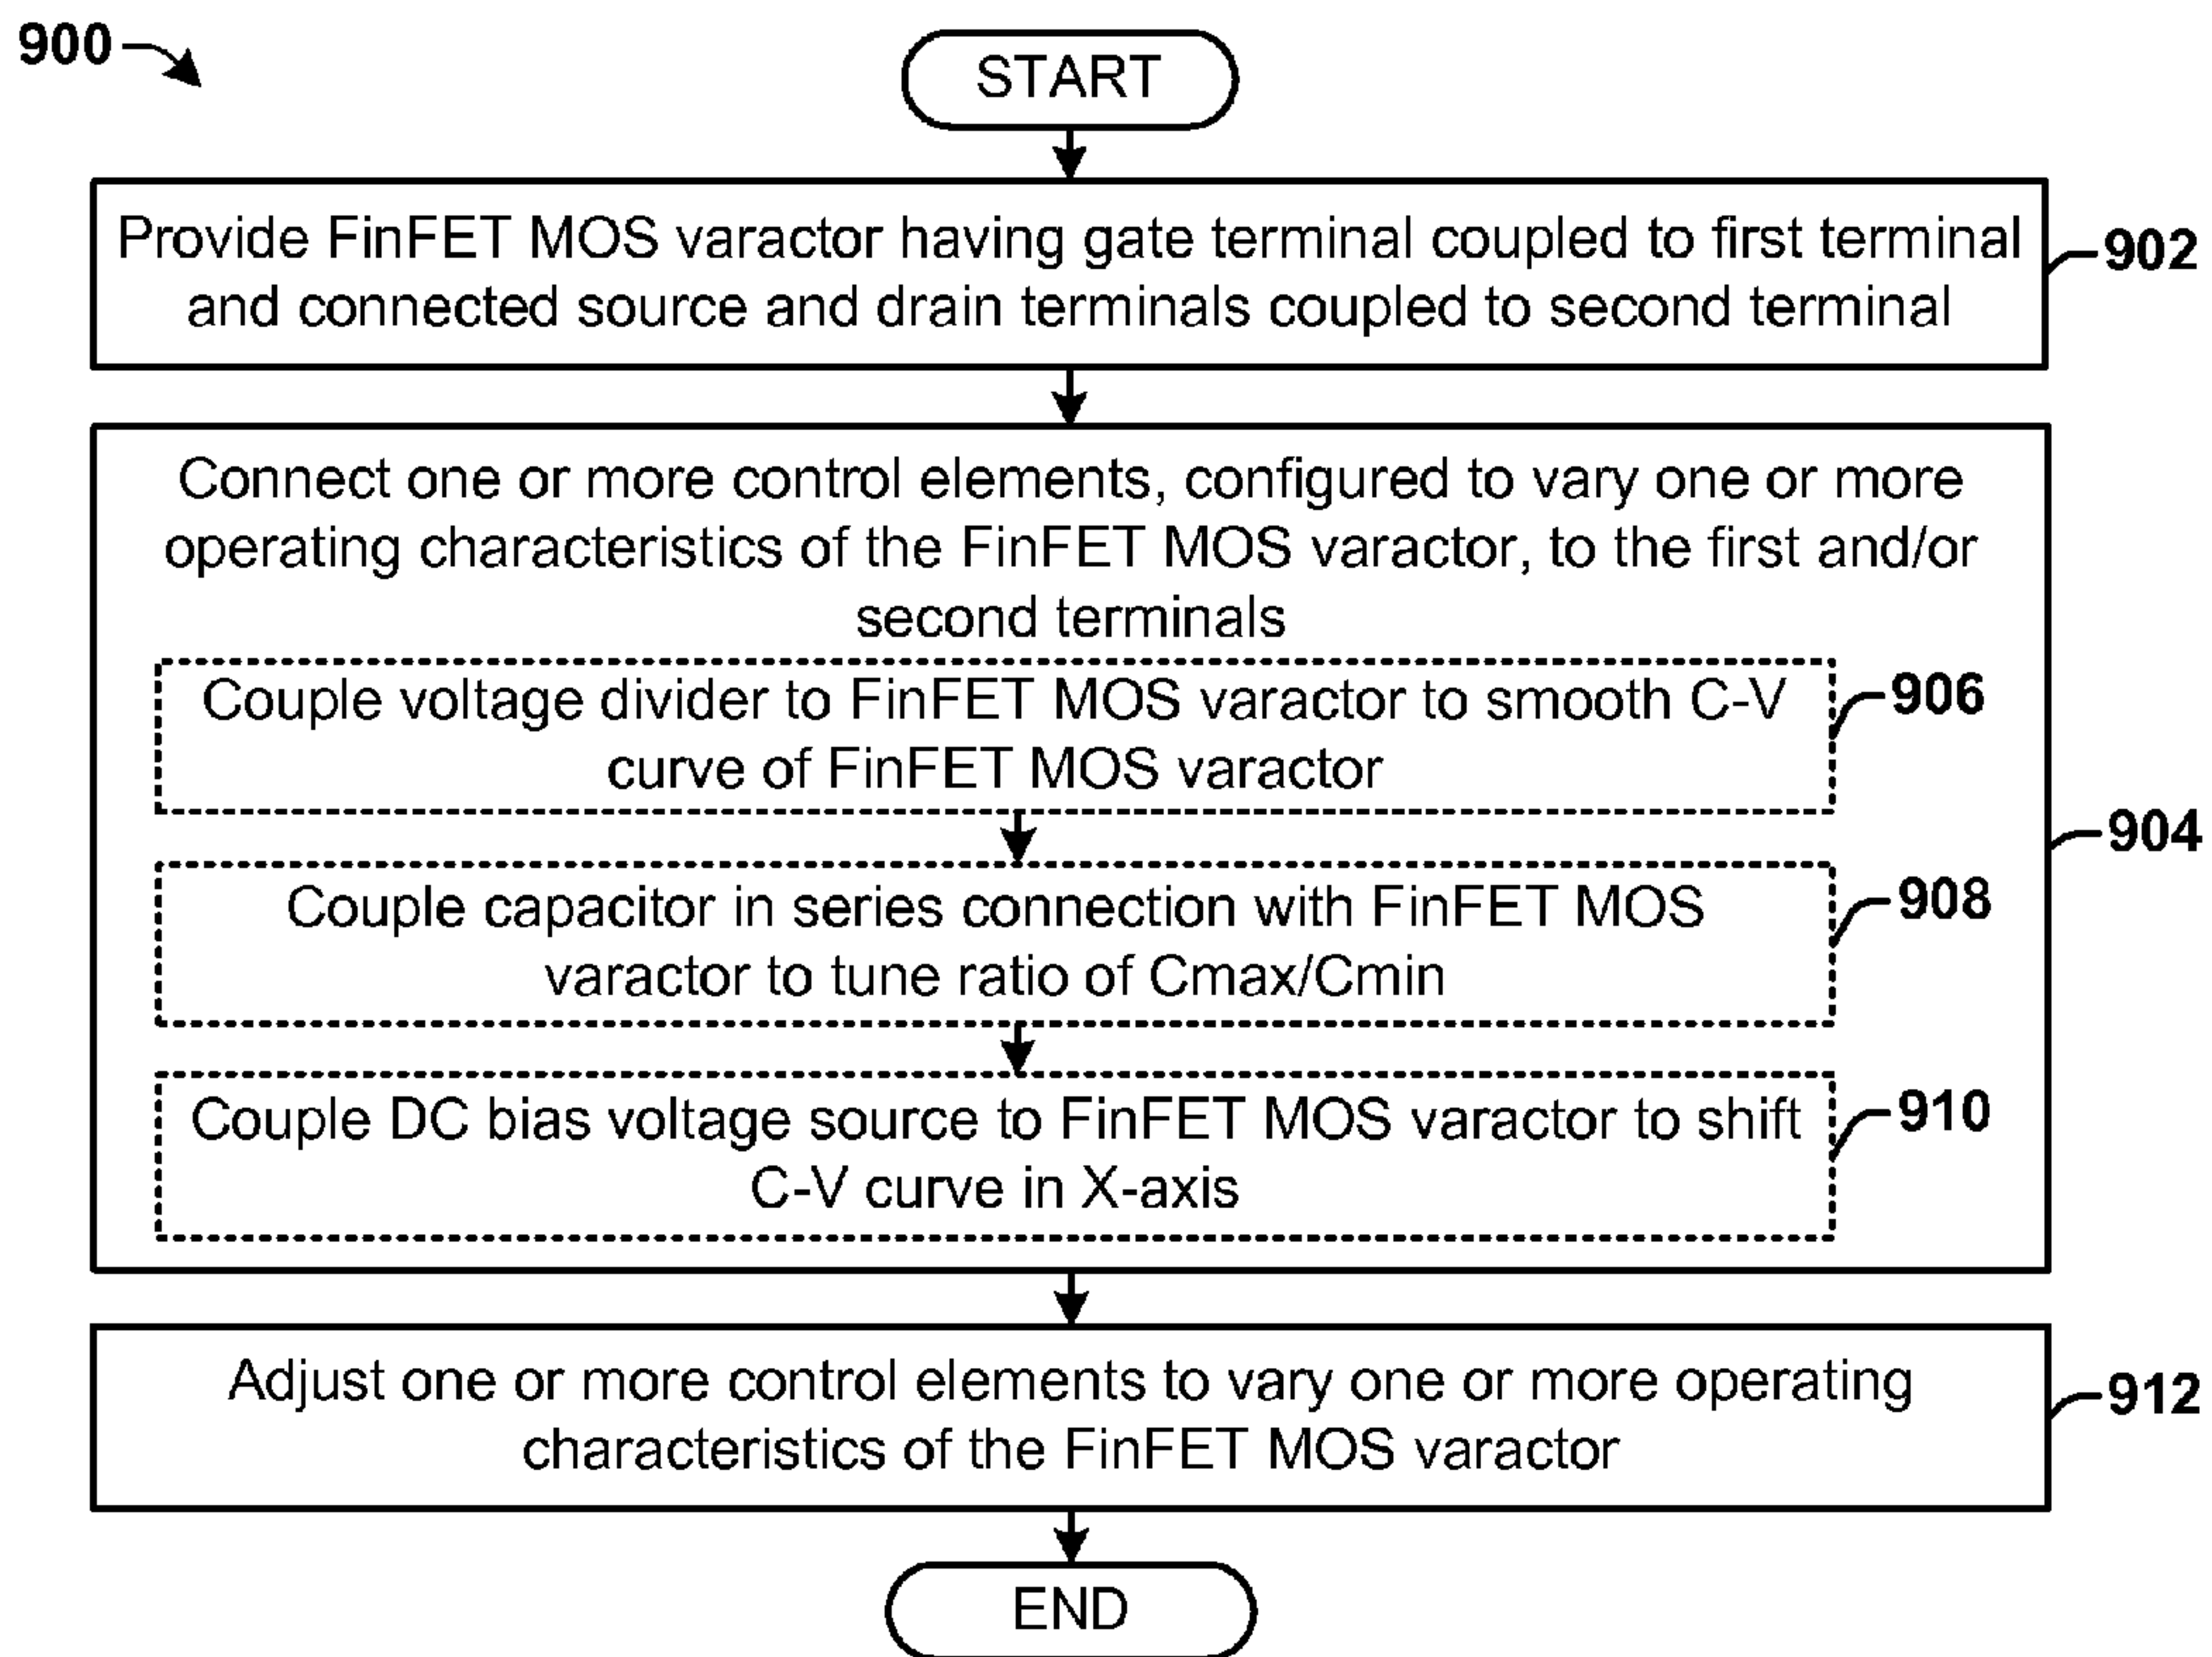 900
START
Provide FinFET MOS varactor having gate terminal coupled to first terminal
and connected source and drain terminals coupled to second terminal
902
Connect one or more control elements, configured to vary one or more
operating characteristics of the FinFET MOS varactor, to the first and/or
second terminals
Couple voltage divider to FinFET MOS varactor to smooth C-V
curve of FinFET MOS varactor
906
904
Couple capacitor in series connection with FinFET MOS
varactor to tune ratio of Cmax/Cmin
908
Couple DC bias voltage source to FinFET MOS varactor to shift
C-V curve in X-axis
910
Adjust one or more control elements to vary one or more operating
characteristics of the FinFET MOS varactor
912
END